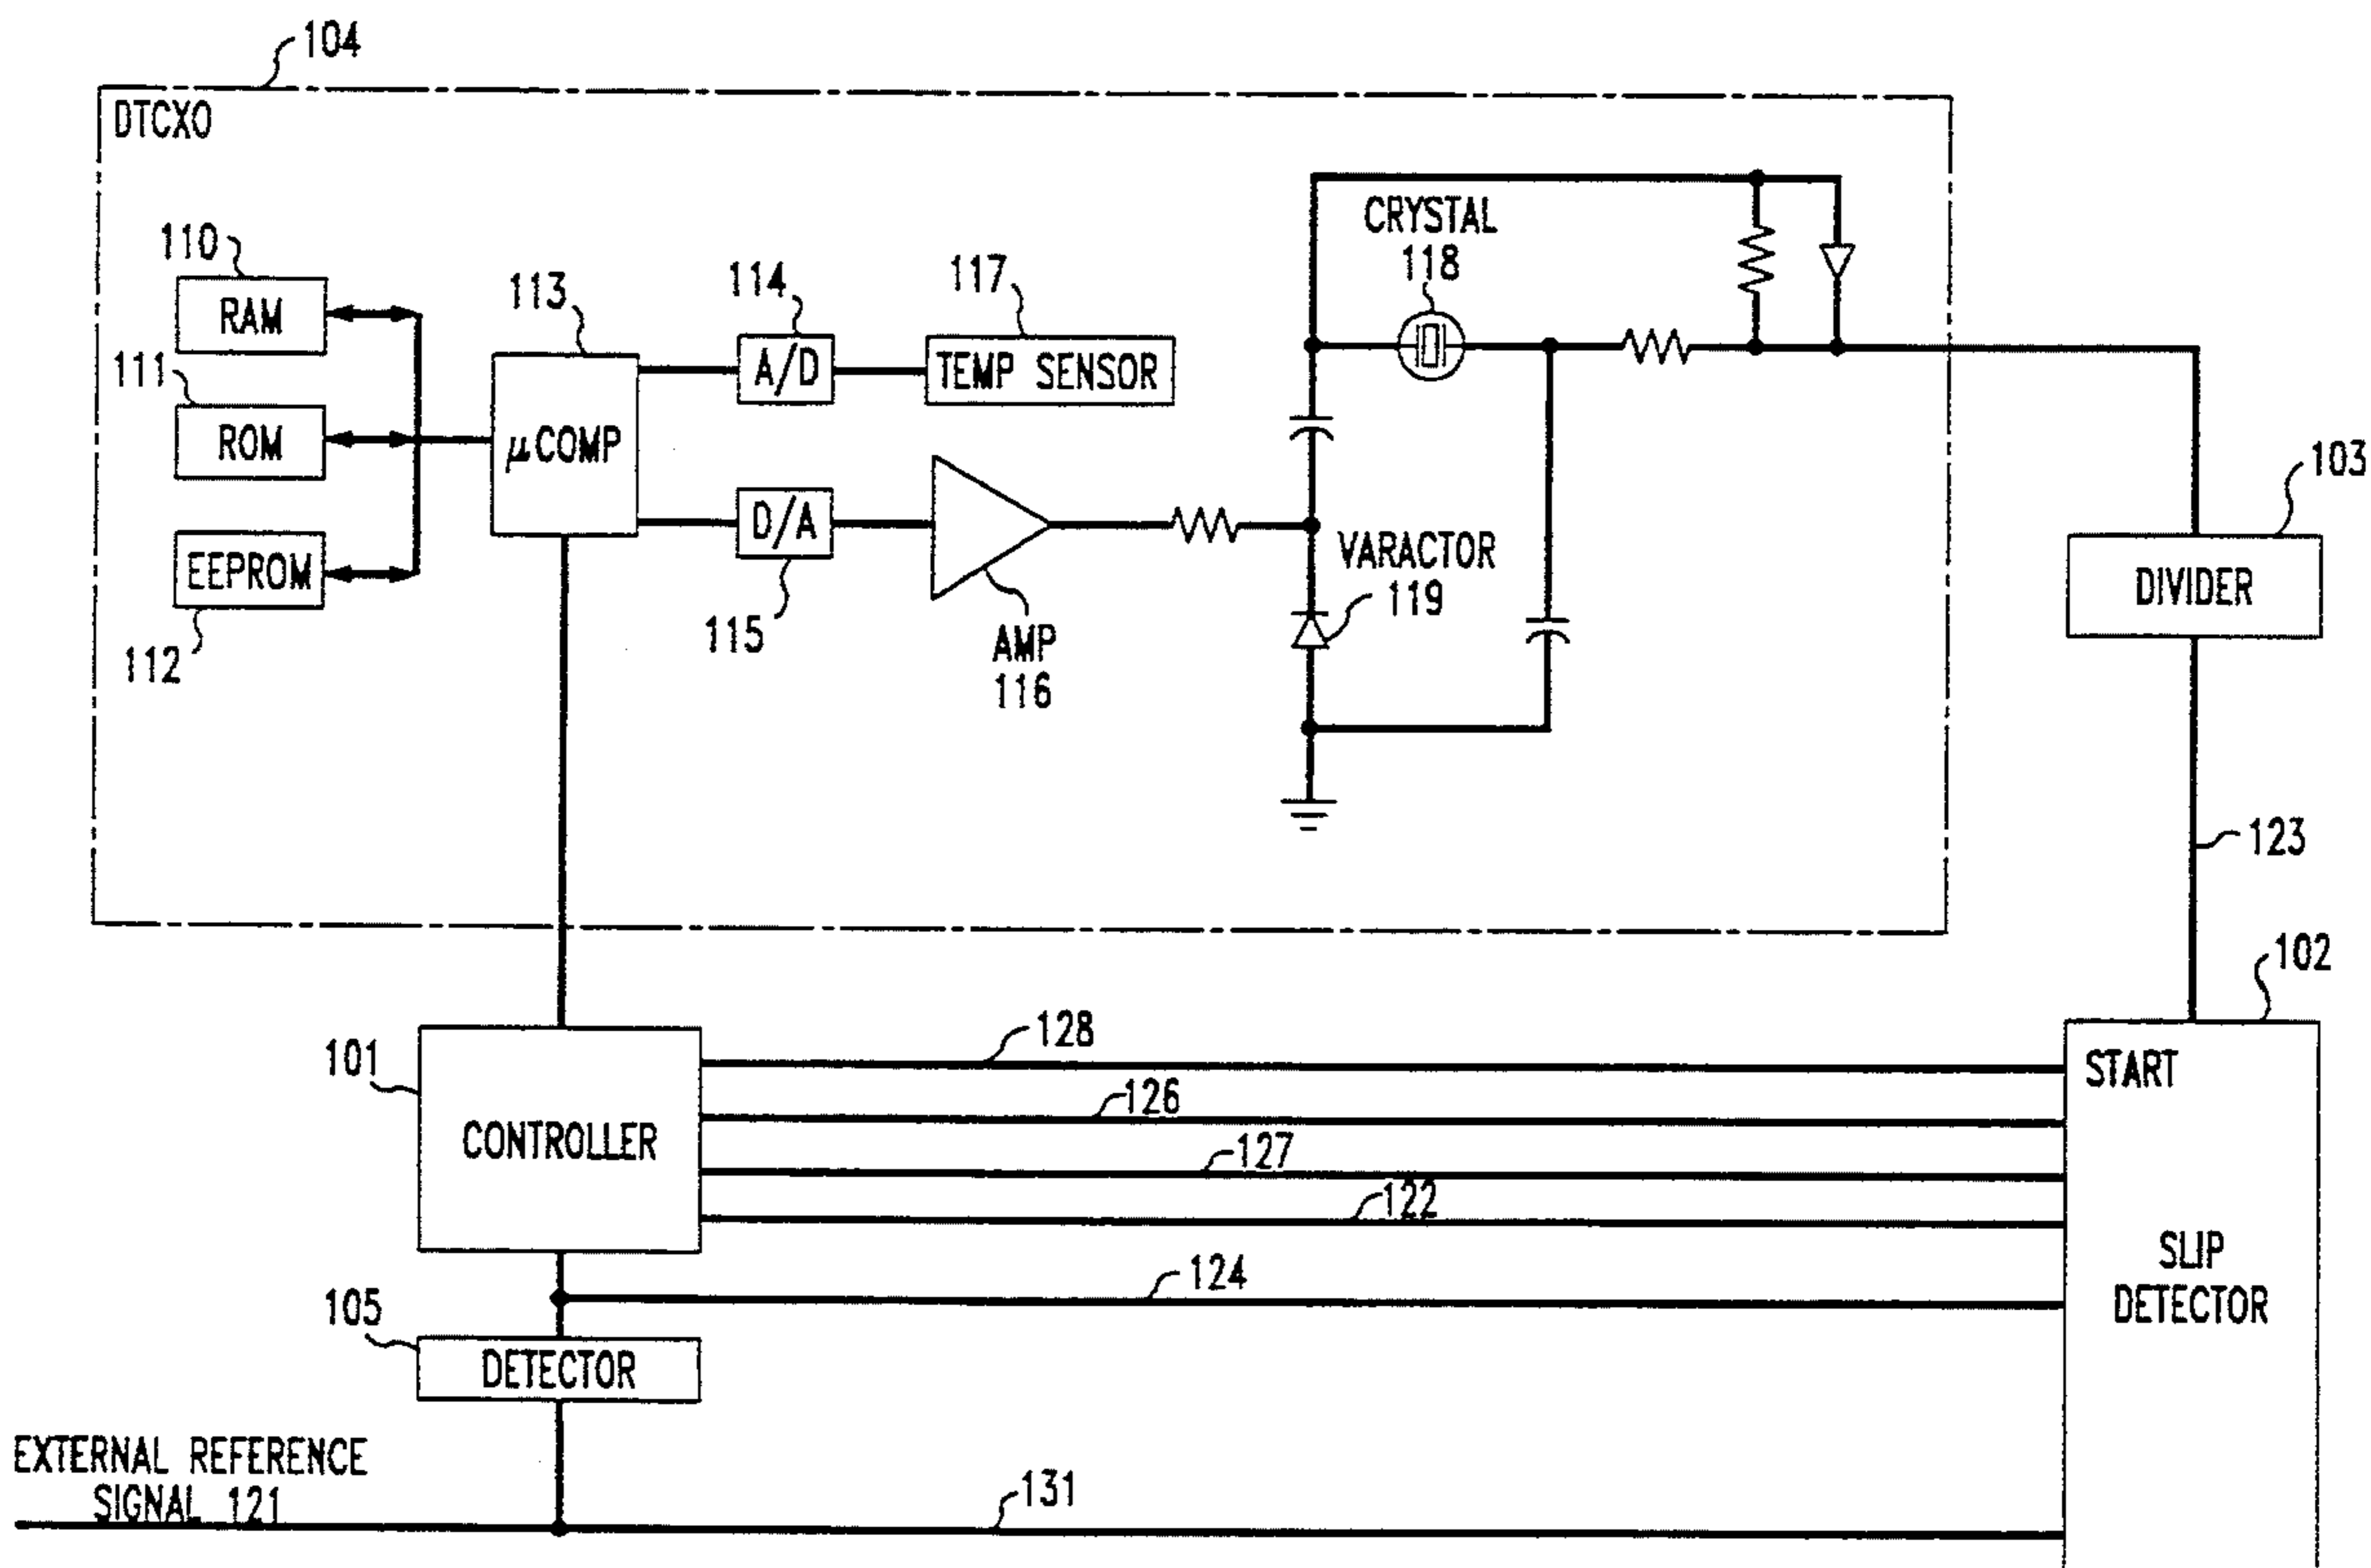 104
DTCXO
110
RAM
111
ROM
EEPROM
112
113
μCOMP
114
A/D
117
TEMP SENSOR
D/A
115
AMP
116
CRYSTAL
118
VARACTOR
119
103
DIVIDER
123
102
START
SLIP
DETECTOR
101
CONTROLLER
128
126
127
122
124
105
DETECTOR
EXTERNAL REFERENCE
SIGNAL 121
131